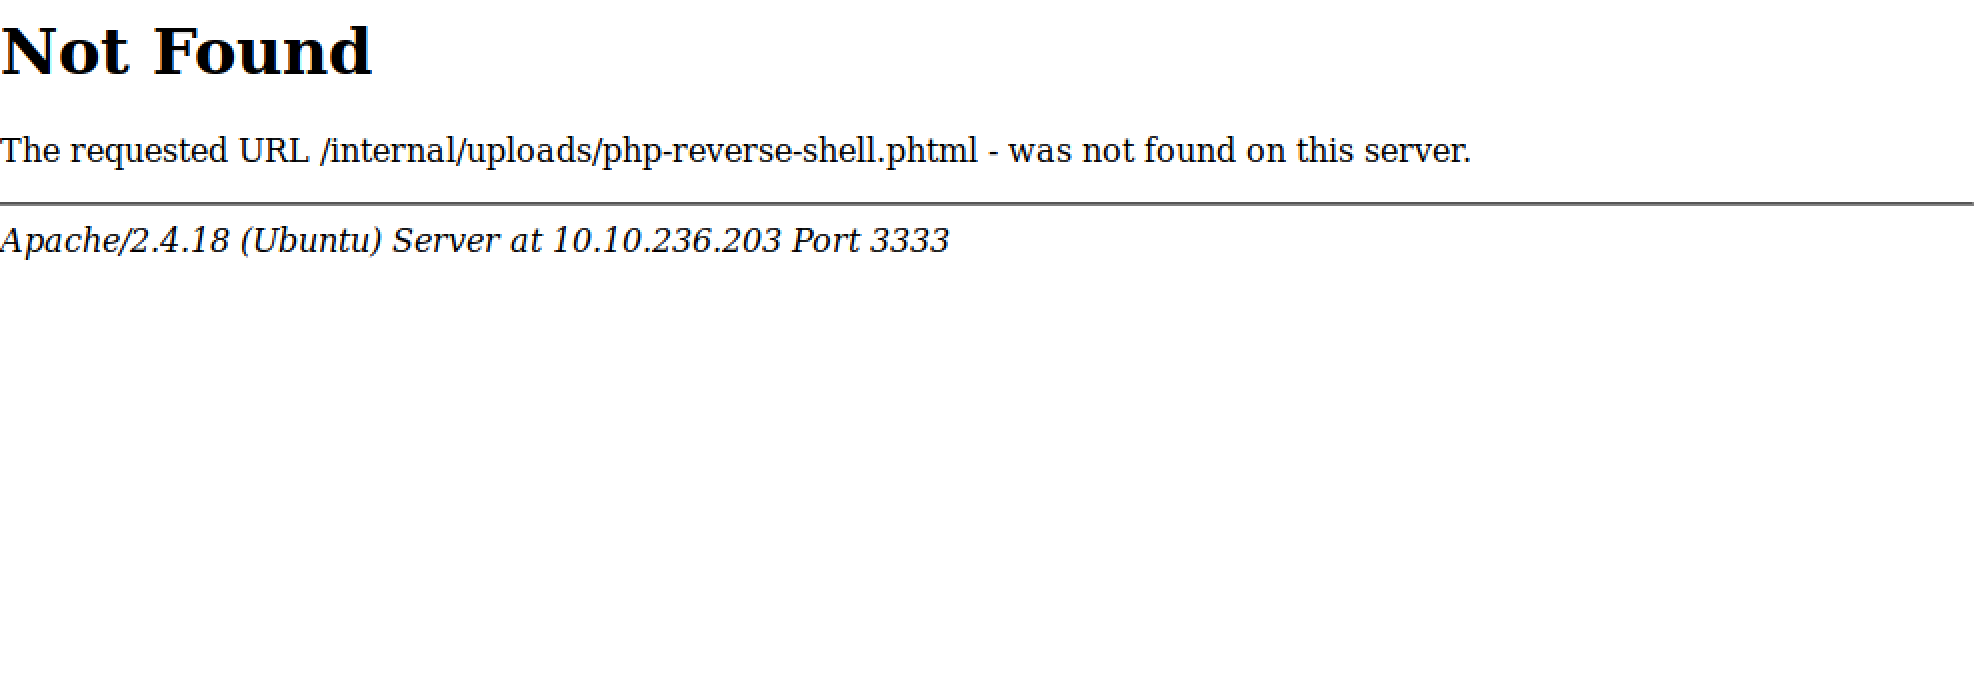 Not Found
The requested URL /internal/uploads/php-reverse-shell.phtml - was not found on this server.
Apache/2.4.18 (Ubuntu) Server at 10.10.236.203 Port 3333